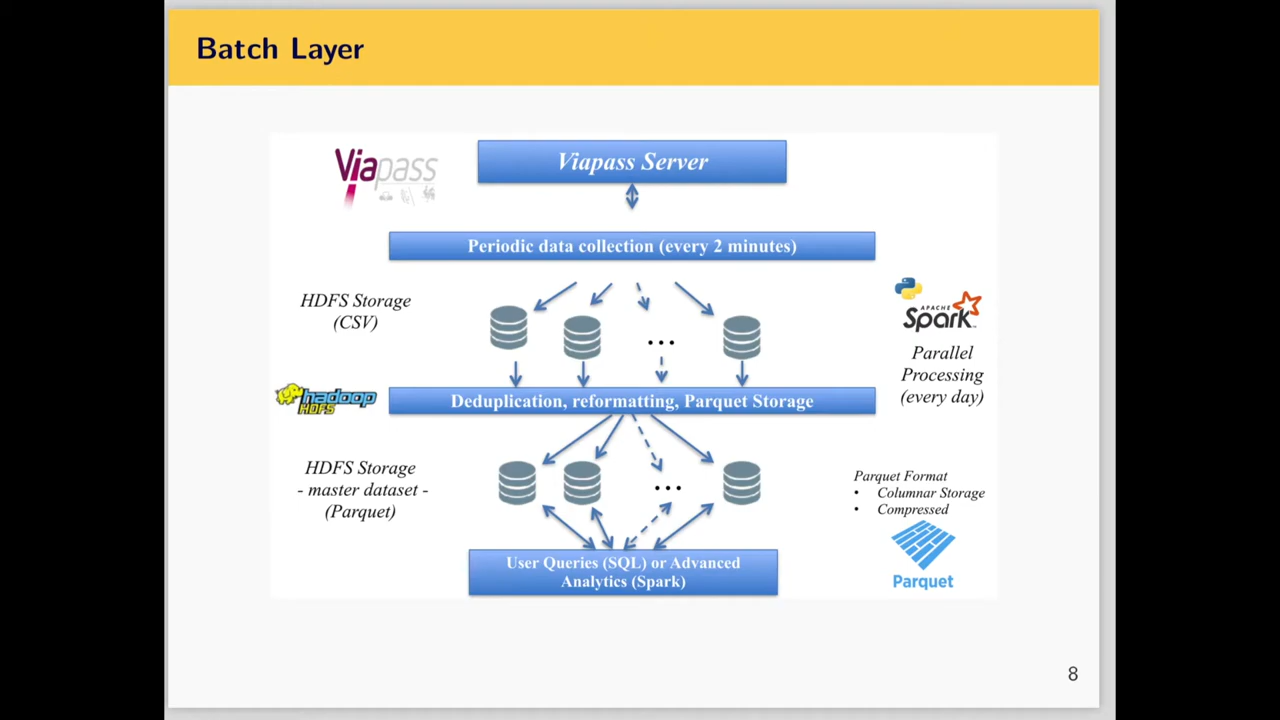 Batch Layer
Viapass
Viapass Server
Periodic data collection (every 2 minutes)
HDFS Storage
(CSV)
...
APACHE
Spark
Parallel
Processing
(every day)
hadoop
HDFS
Deduplication, reformatting, Parquet Storage
HDFS Storage
- master dataset -
(Parquet)
...
Parquet Format
• Columnar Storage
• Compressed
Parquet
User Queries (SQL) or Advanced
Analytics (Spark)
8